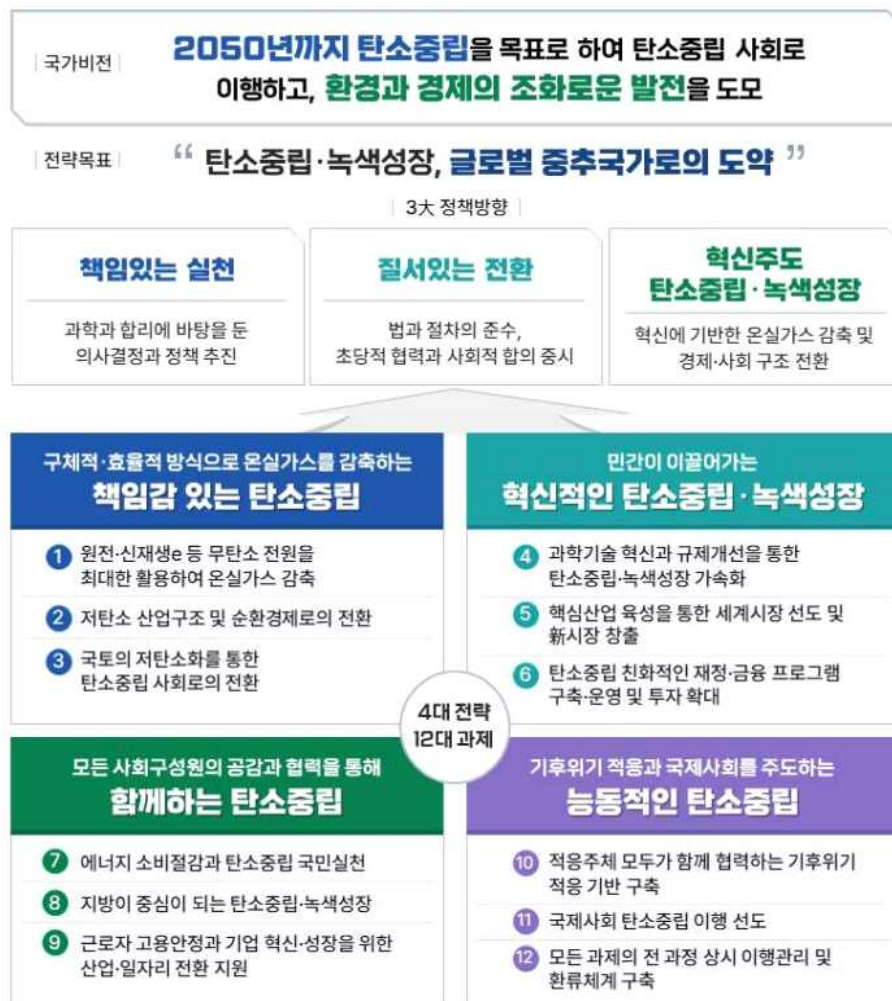 국가비전
2050년까지 탄소중립을 목표로 하여 탄소중립 사회로
이행하고, 환경과 경제의 조화로운 발전을 도모
전략목표
“ 탄소중립·녹색성장, 글로벌 중추국가로의 도약 ”
3大 정책방향
책임있는 실천
과학과 합리에 바탕을 둔
의사결정과 정책 추진
질서있는 전환
법과 절차의 준수,
초당적 협력과 사회적 합의 중시
혁신주도
탄소중립·녹색성장
혁신에 기반한 온실가스 감축 및
경제·사회 구조 전환
구체적·효율적 방식으로 온실가스를 감축하는
책임감 있는 탄소중립
1 원전·신재생e 등 무탄소 전원을
최대한 활용하여 온실가스 감축
2 저탄소 산업구조 및 순환경제로의 전환
3 국토의 저탄소화를 통한
탄소중립 사회로의 전환
민간이 이끌어가는
혁신적인 탄소중립·녹색성장
4 과학기술 혁신과 규제개선을 통한
탄소중립·녹색성장 가속화
5 핵심산업 육성을 통한 세계시장 선도 및
新시장 창출
6 탄소중립 친화적인 재정·금융 프로그램
구축·운영 및 투자 확대
4대 전략
12대 과제
모든 사회구성원의 공감과 협력을 통해
함께하는 탄소중립
7 에너지 소비절감과 탄소중립 국민실천
8 지방이 중심이 되는 탄소중립·녹색성장
9 근로자 고용안정과 기업 혁신·성장을 위한
산업·일자리 전환 지원
기후위기 적응과 국제사회를 주도하는
능동적인 탄소중립
10 적응주체 모두가 함께 협력하는 기후위기
적응 기반 구축
11 국제사회 탄소중립 이행 선도
12 모든 과제의 전 과정 상시 이행관리 및
환류체계 구축